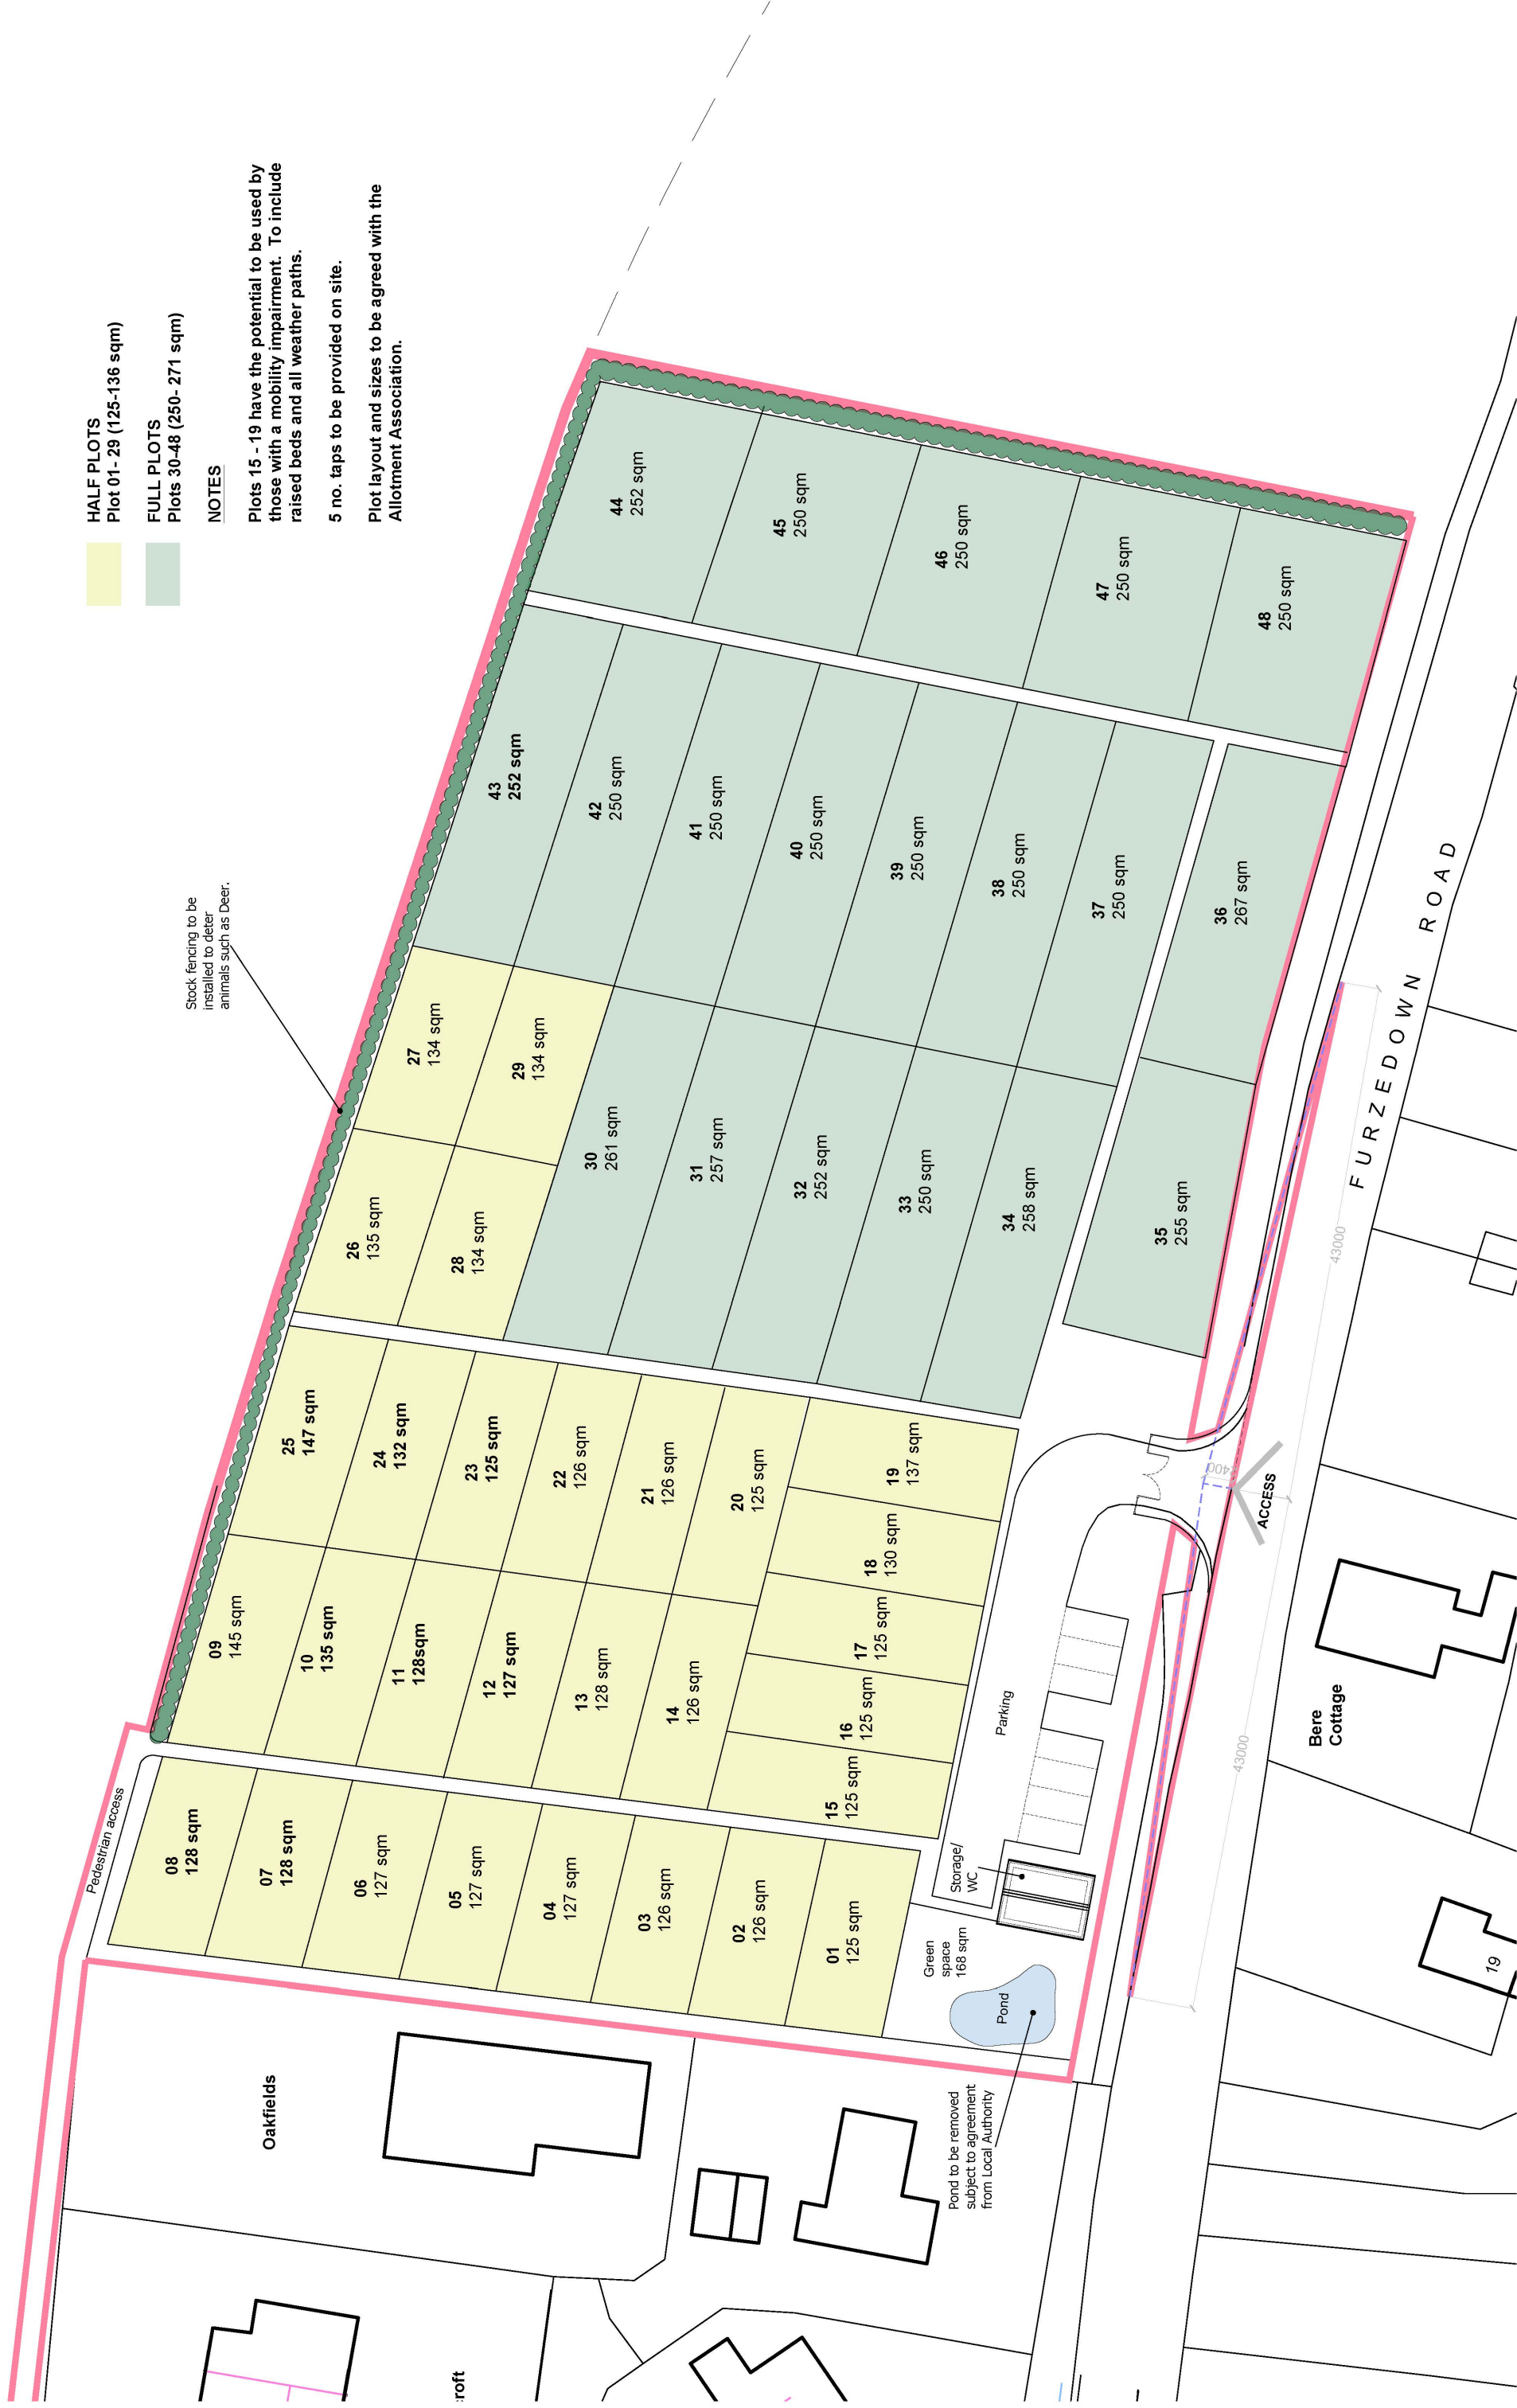 HALF PLOTS
Plot 01- 29 (125-136 sqm)
FULL PLOTS
Plots 30-48 (250- 271 sqm)
NOTES
Plots 15 - 19 have the potential to be used by
those with a mobility impairment. To include
raised beds and all weather paths.
5 no. taps to be provided on site.
Plot layout and sizes to be agreed with the
Allotment Association.
Stock fencing to be
installed to deter
animals such as Deer.
Pedestrian access
08
128 sqm
07
128 sqm
06
127 sqm
05
127 sqm
04
127 sqm
03
126 sqm
02
126 sqm
01
125 sqm
09
145 sqm
10
135 sqm
11
128sqm
12
127 sqm
13
128 sqm
14
126 sqm
15
125 sqm
16
125 sqm
17
125 sqm
18
130 sqm
19
137 sqm
20
125 sqm
21
126 sqm
22
126 sqm
23
125 sqm
24
132 sqm
25
147 sqm
26
135 sqm
27
134 sqm
28
134 sqm
29
134 sqm
30
261 sqm
31
257 sqm
32
252 sqm
33
250 sqm
34
258 sqm
35
255 sqm
36
267 sqm
37
250 sqm
38
250 sqm
39
250 sqm
40
250 sqm
41
250 sqm
42
250 sqm
43
252 sqm
44
252 sqm
45
250 sqm
46
250 sqm
47
250 sqm
48
250 sqm
Oakfields
croft
Green
space
168 sqm
Pond
Storage/
WC
Parking
Pond to be removed
subject to agreement
from Local Authority
ACCESS
2400
43000
43000
FURZEDOWN ROAD
Bere
Cottage
19